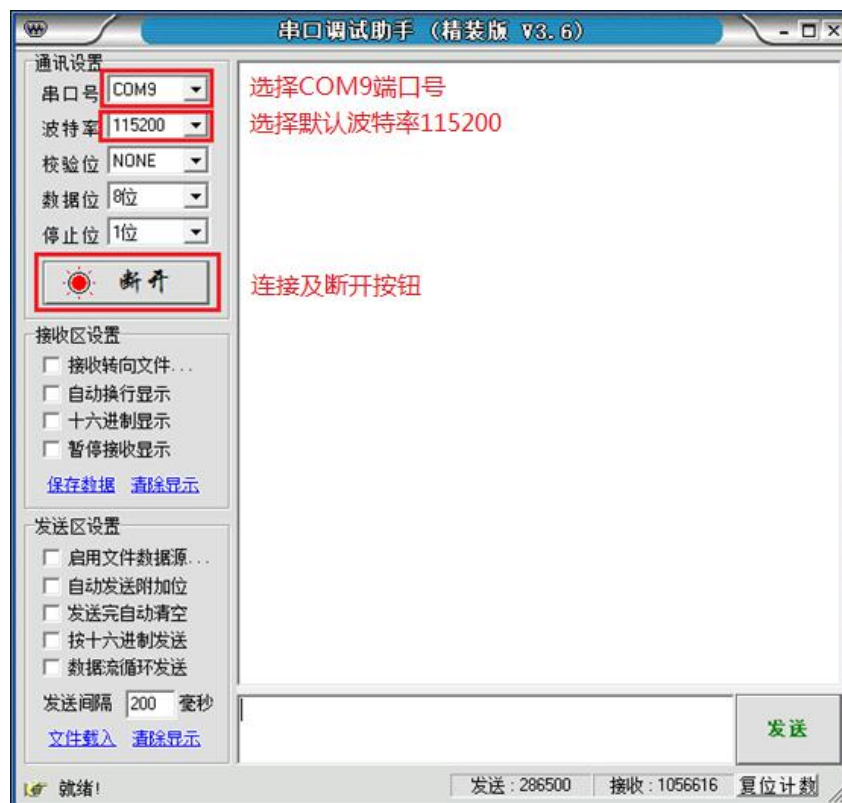 串口调试助手（精装版 V3.6）
通讯设置
串口号 COM9
波特率 115200
校验位 NONE
数据位 8位
停止位 1位
断开
选择COM9端口号
选择默认波特率115200
连接及断开按钮
接收区设置
接收转向文件...
自动换行显示
十六进制显示
暂停接收显示
保存数据 清除显示
发送区设置
启用文件数据源...
自动发送附加位
发送完自动清空
按十六进制发送
数据流循环发送
发送间隔 200 毫秒
文件载入 清除显示
发送
就绪! 发送 : 286500 接收 : 1056616 复位计数